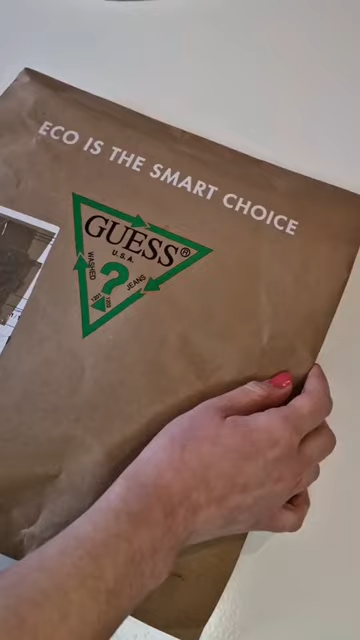 ECO IS THE SMART CHOICE
GUESS®
U.S.A.
WASHED
?
JEANS